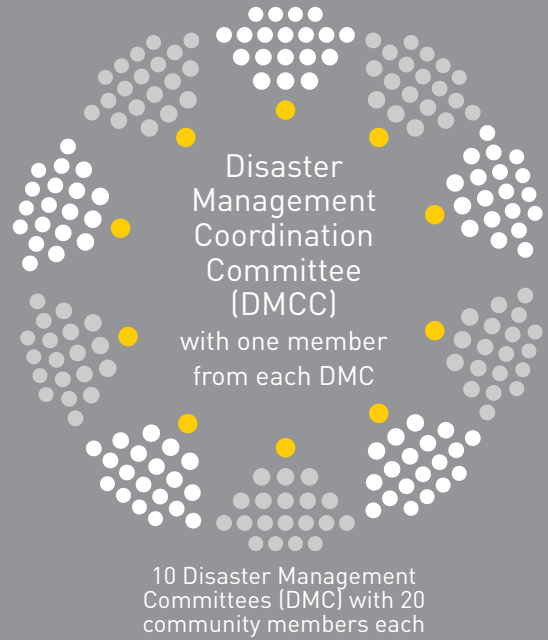 Disaster
Management
Coordination
Committee
(DMCC)
with one member
from each DMC
10 Disaster Management
Committees (DMC) with 20
community members each